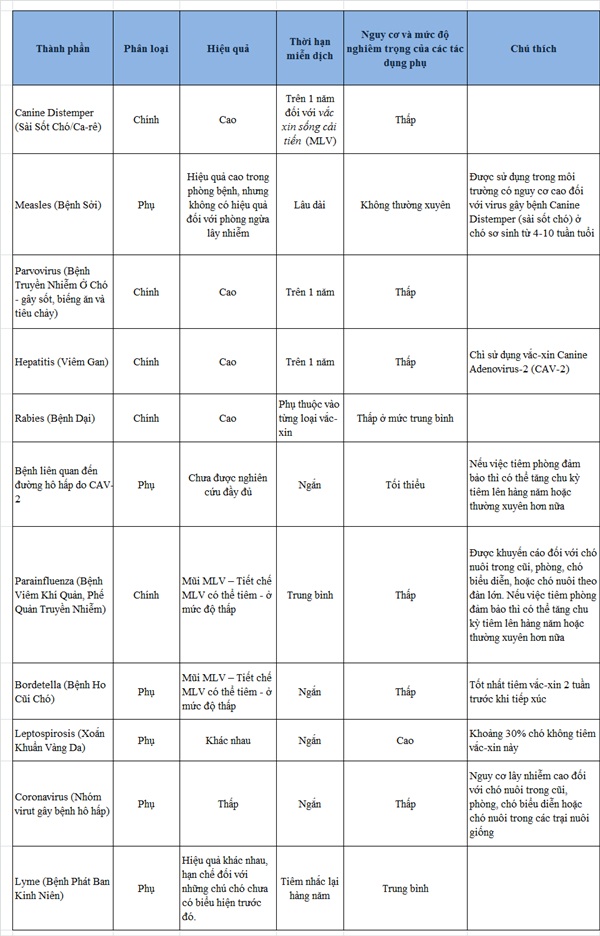 Thành phần
Phân loại
Hiệu quả
Thời hạn
miễn dịch
Nguy cơ và mức độ
nghiêm trọng của các tác
dụng phụ
Chú thích
Canine Distemper
(Sài Sốt Chó/Ca-rê)
Chính
Cao
Trên 1 năm
đối với vắc
xin sống cải
tiến (MLV)
Thấp
Measles (Bệnh Sởi)
Phụ
Hiệu quả cao trong
phòng bệnh, nhưng
không có hiệu quả
đối với phòng ngừa
lây nhiễm
Lâu dài
Không thường xuyên
Được sử dụng trong môi
trường có nguy cơ cao đối
với virus gây bệnh Canine
Distemper (sài sốt chó) ở
chó sơ sinh từ 4-10 tuần tuổi
Parvovirus (Bệnh
Truyền Nhiễm Ở Chó
- gây sốt, biếng ăn và
tiêu chảy)
Chính
Cao
Trên 1 năm
Thấp
Hepatitis (Viêm Gan)
Chính
Cao
Trên 1 năm
Thấp
Chỉ sử dụng vắc-xin Canine
Adenovirus-2 (CAV-2)
Rabies (Bệnh Dại)
Chính
Cao
Phụ thuộc vào
từng loại vác-
xin
Thấp ở mức trung bình
Bệnh liên quan đến
đường hô hấp do CAV-
2
Phụ
Chưa được nghiên
cứu đầy đủ
Ngắn
Tối thiểu
Nếu việc tiêm phòng đảm
bảo thì có thể tăng chu kỳ
tiêm lên hàng năm hoặc
thường xuyên hơn nữa
Parainfluenza (Bệnh
Viêm Khí Quản, Phế
Quản Truyền Nhiễm)
Chính
Mũi MLV – Tiết chế
MLV có thể tiêm - ở
mức độ thấp
Trung bình
Thấp
Được khuyến cáo đối với chó
nuôi trong cũi, phòng, chó
biểu diễn, hoặc chó nuôi theo
đàn lớn. Nếu việc tiêm phòng
đảm bảo thì có thể tăng chu
kỳ tiêm lên hàng năm hoặc
thường xuyên hơn nữa
Bordetella (Bệnh Ho
Cũi Chó)
Phụ
Mũi MLV – Tiết chế
MLV có thể tiêm - ở
mức độ thấp
Ngắn
Thấp
Tốt nhất tiêm vắc-xin 2 tuần
trước khi tiếp xúc
Leptospirosis (Xoắn
Khuẩn Vàng Da)
Phụ
Khác nhau
Ngắn
Cao
Khoảng 30% chó không tiêm
vắc-xin này
Coronavirus (Nhóm
virut gây bệnh hô hấp)
Phụ
Thấp
Ngắn
Thấp
Nguy cơ lây nhiễm cao đối
với chó nuôi trong cũi,
phòng, chó biểu diễn hoặc
chó nuôi trong các trại nuôi
giống
Lyme (Bệnh Phát Ban
Kinh Niên)
Phụ
Hiệu quả khác nhau,
hạn chế đối với
những chú chó chưa
có biểu hiện trước
đó.
Tiêm nhắc lại
hàng năm
Trung bình